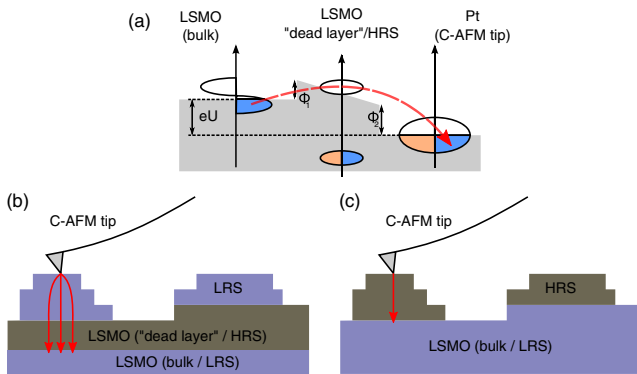 (a)
LSMO
(bulk)
LSMO
"dead layer"/HRS
Pt
(C-AFM tip)
eU
Φ1
Φ2
(b)
C-AFM tip
LRS
LSMO ("dead layer" / HRS)
LSMO (bulk / LRS)
(c)
C-AFM tip
HRS
LSMO (bulk / LRS)